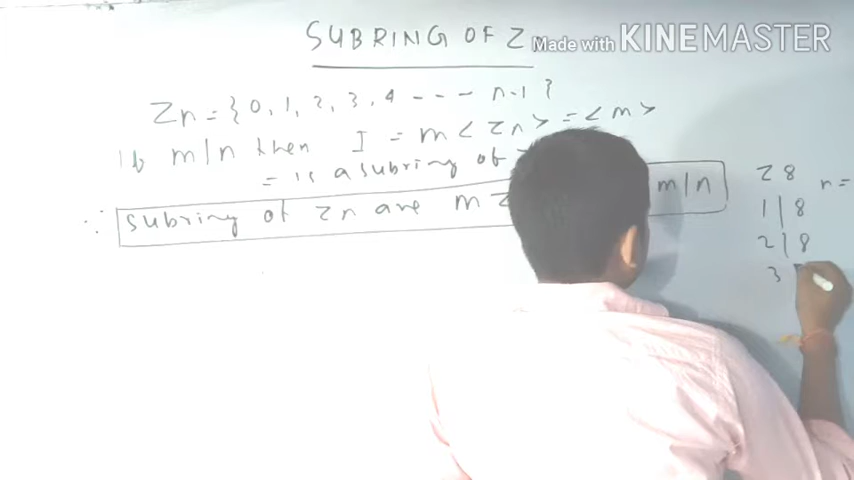 SUBRING OF Zn
Made with KINEMASTER
Zn = {0, 1, 2, 3, 4 - - - n-1}
If m|n then I = m < Zn > = < m >
= is a subring of
∴ subring of Zn are m Z m|n
Z8 n =
1|8
2|8
3